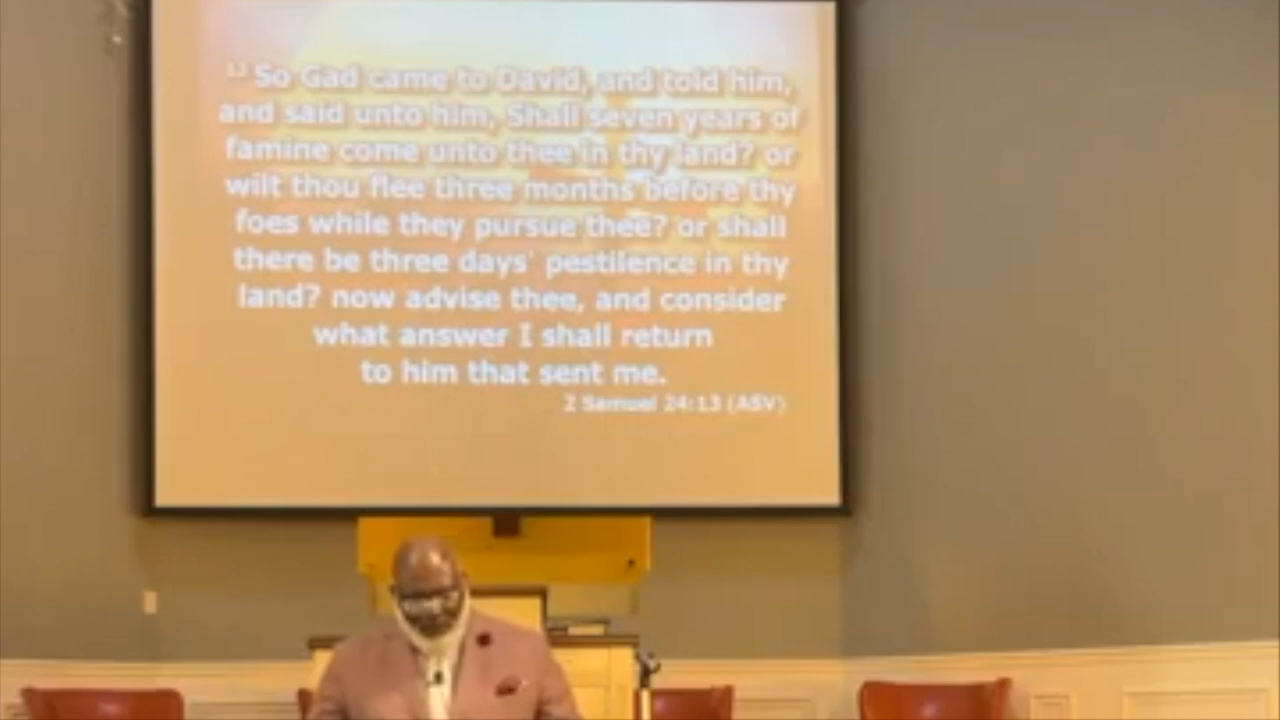 13 So Gad came to David, and told him,
and said unto him, Shall seven years of
famine come unto thee in thy land? or
wilt thou flee three months before thy
foes while they pursue thee? or shall
there be three days' pestilence in thy
land? now advise thee, and consider
what answer I shall return
to him that sent me.
2 Samuel 24:13 (ASV)